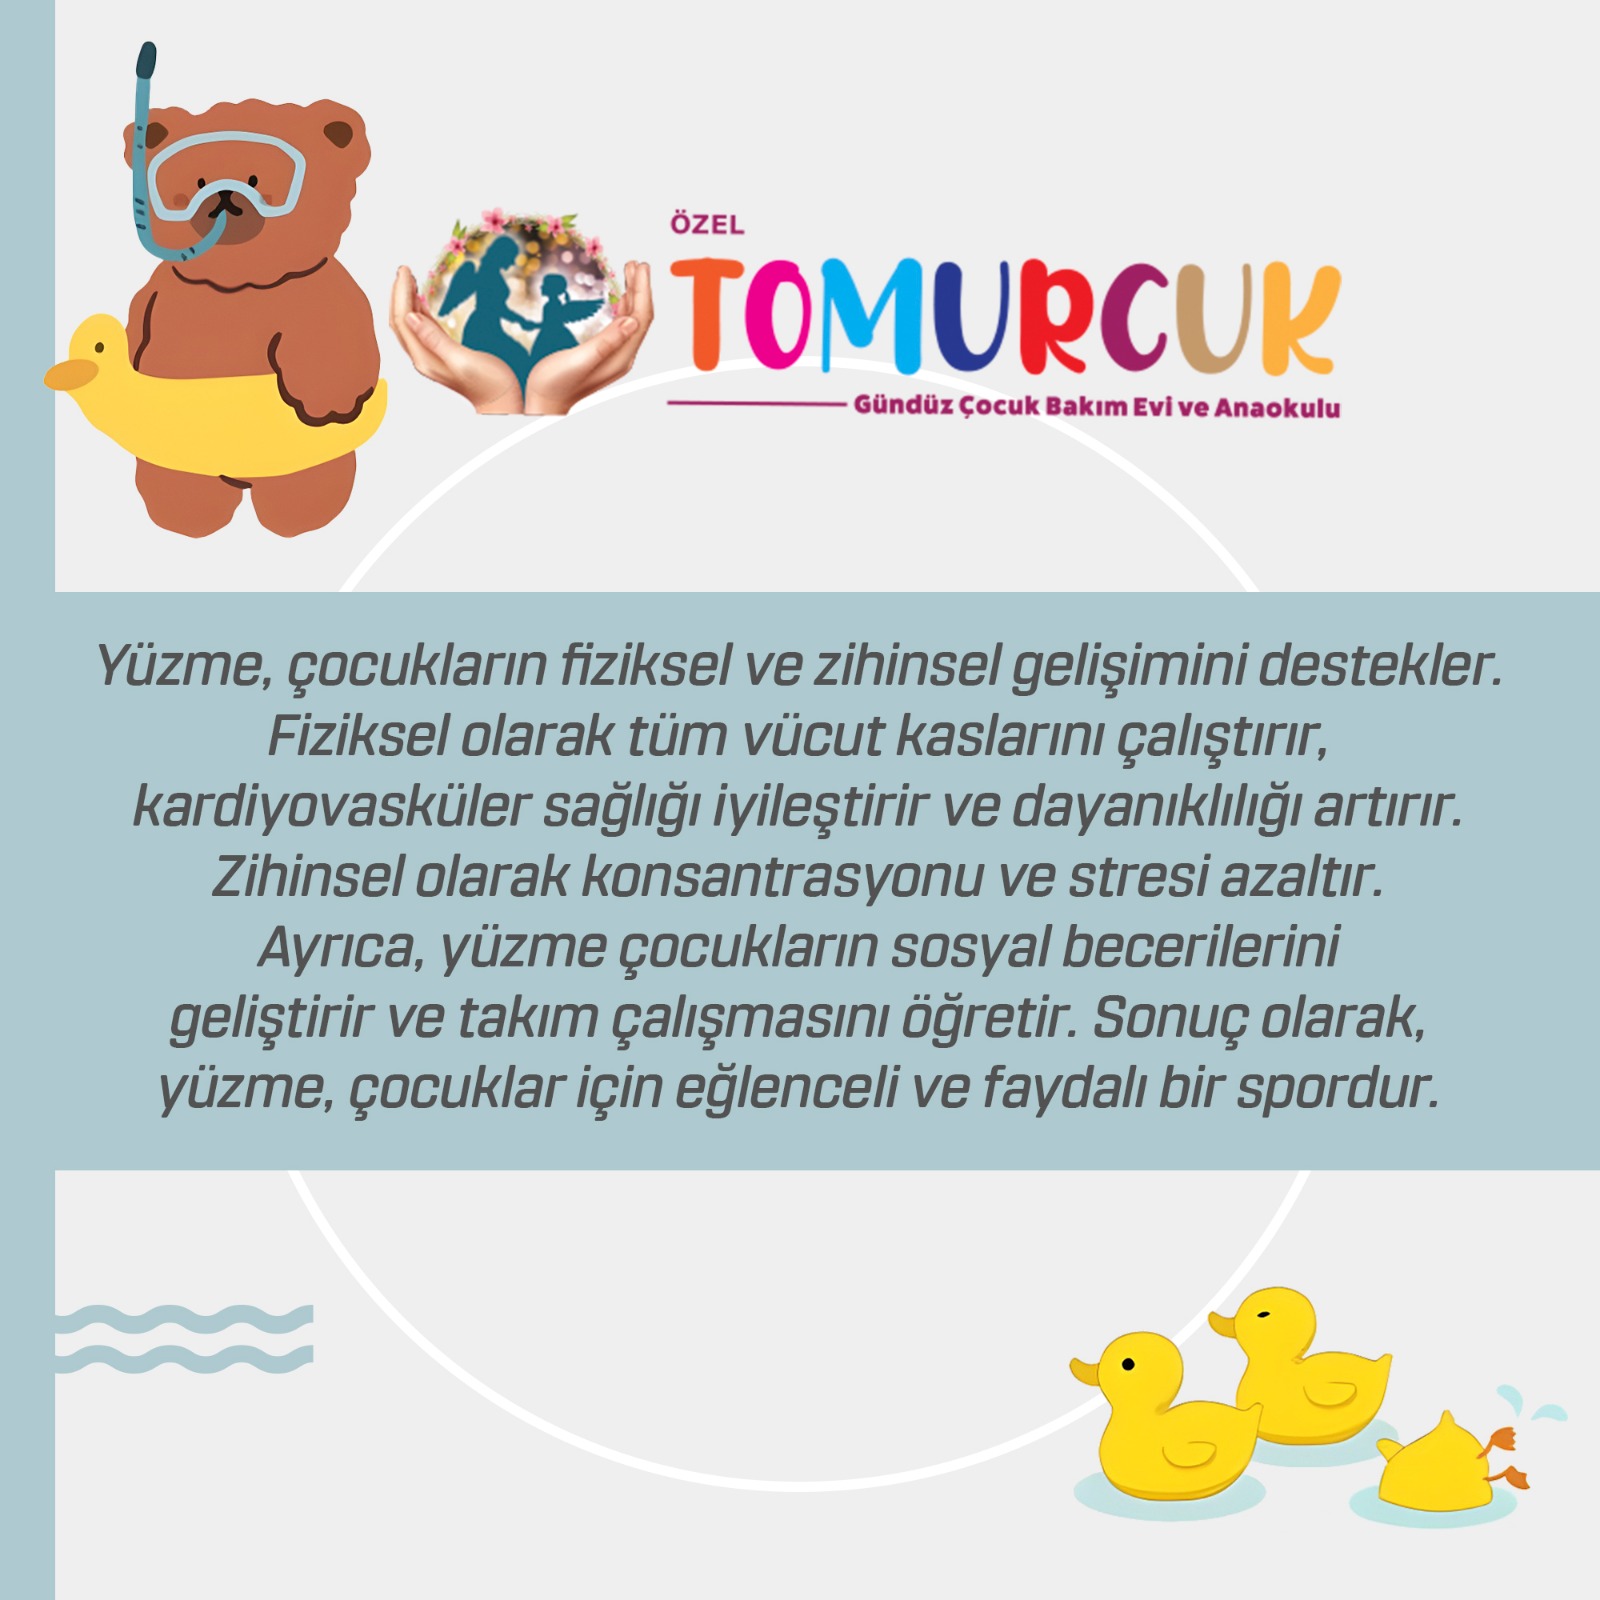 ÖZEL
TOMURCUK
Gündüz Çocuk Bakım Evi ve Anaokulu
Yüzme, çocukların fiziksel ve zihinsel gelişimini destekler.
Fiziksel olarak tüm vücut kaslarını çalıştırır,
kardiyovasküler sağlığı iyileştirir ve dayanıklılığı artırır.
Zihinsel olarak konsantrasyonu ve stresi azaltır.
Ayrıca, yüzme çocukların sosyal becerilerini
geliştirir ve takım çalışmasını öğretir. Sonuç olarak,
yüzme, çocuklar için eğlenceli ve faydalı bir spordur.